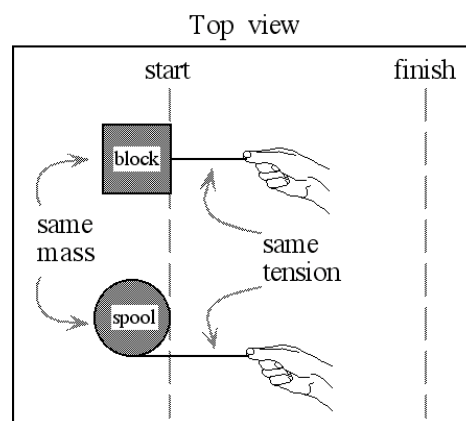 Top view
start
finish
block
same
mass
same
tension
spool